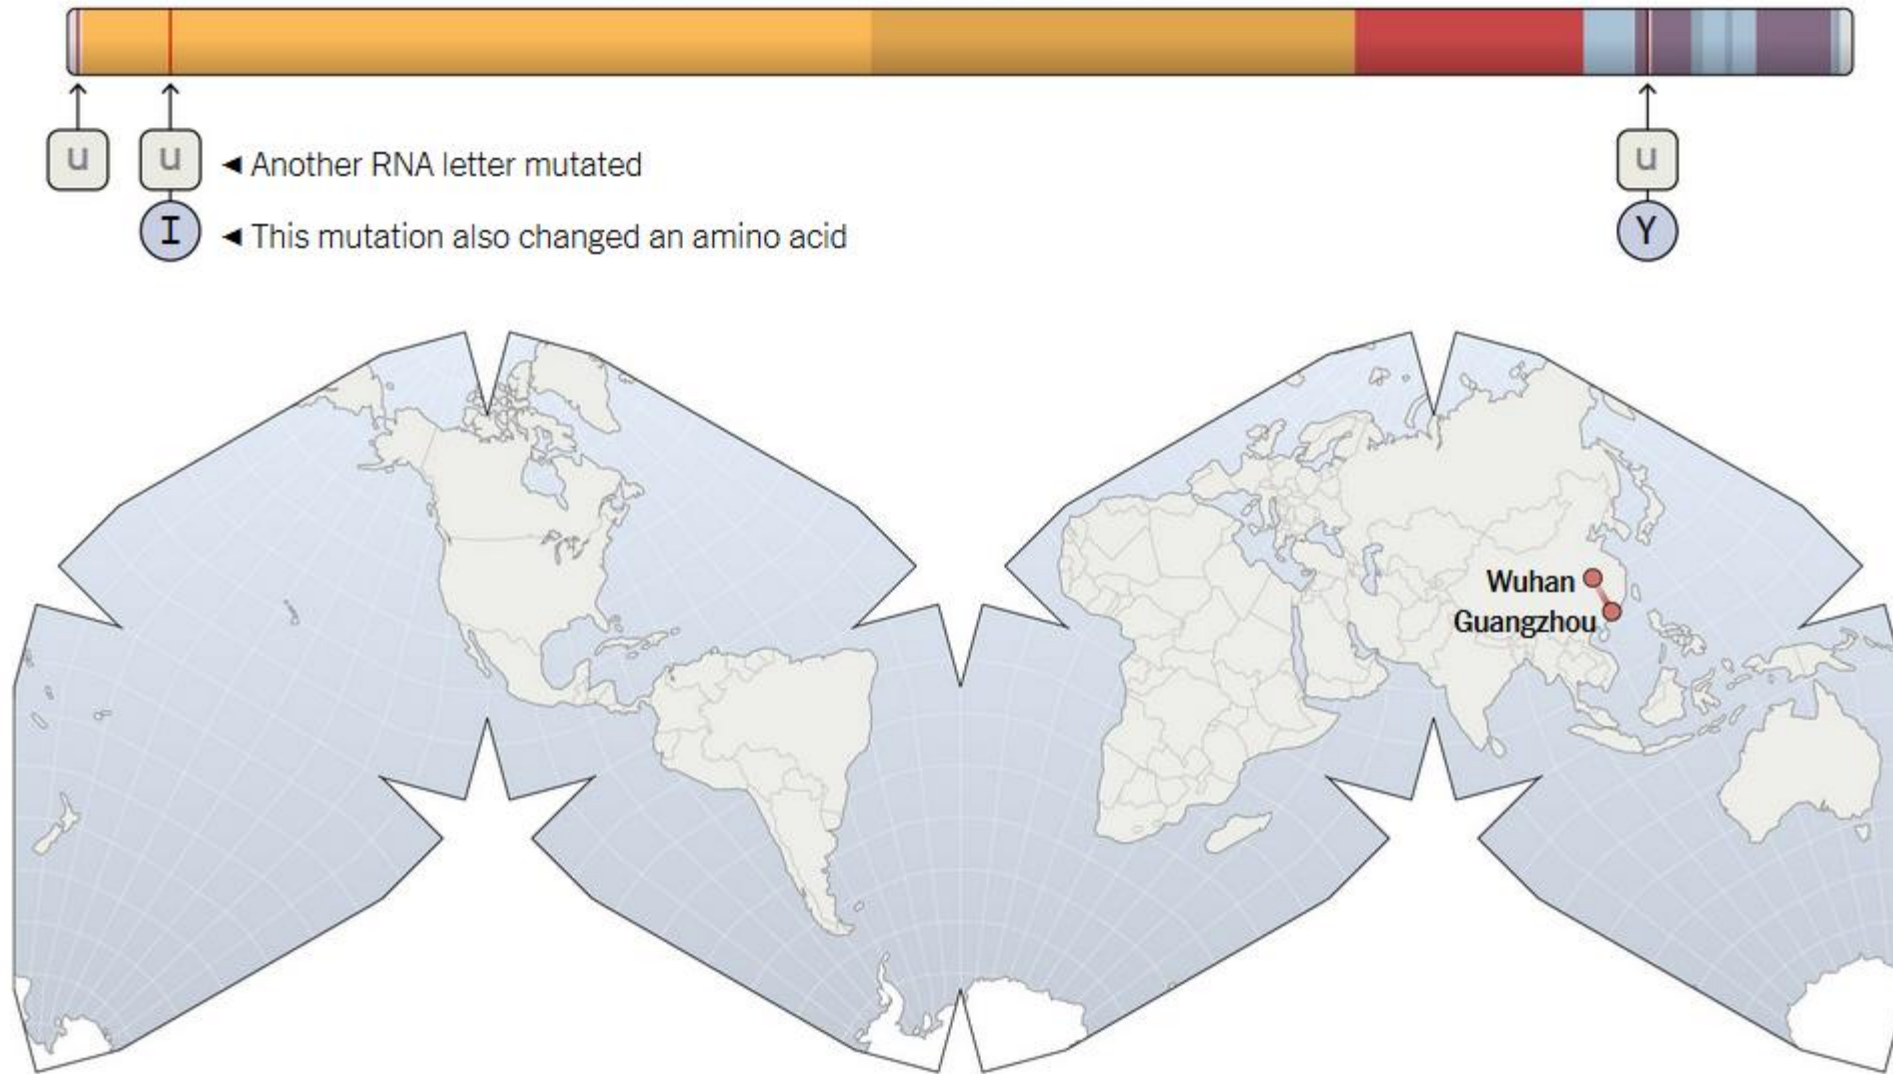 u
u
◄ Another RNA letter mutated
u
I
◄ This mutation also changed an amino acid
Y
Wuhan
Guangzhou